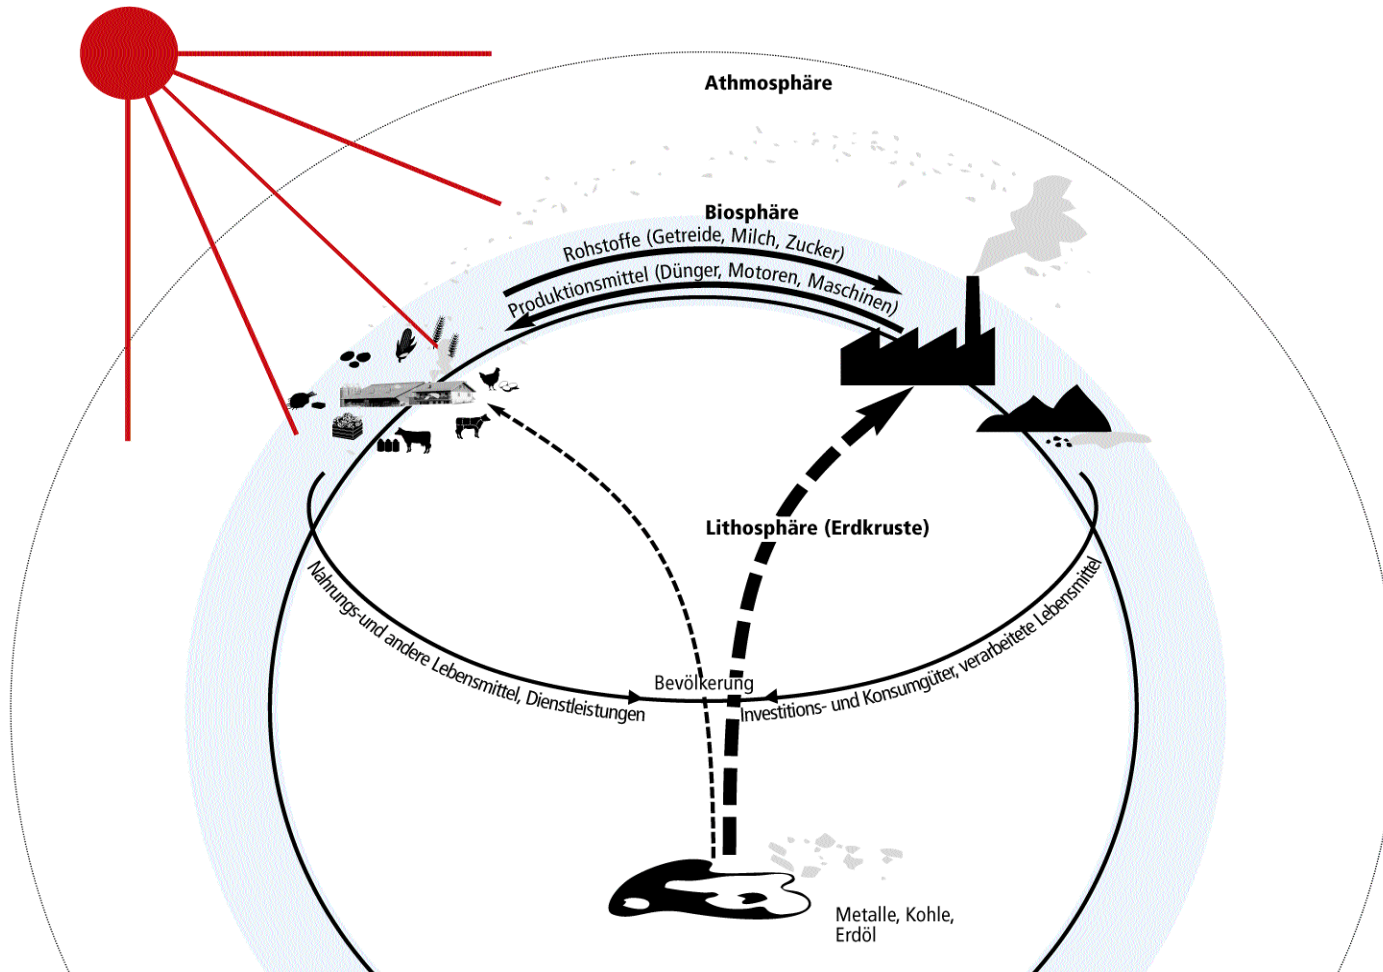 Athmosphäre
Biosphäre
Rohstoffe (Getreide, Milch, Zucker)
Produktionsmittel (Dünger, Motoren, Maschinen)
Lithosphäre (Erdkruste)
Nahrungs-und andere Lebensmittel, Dienstleistungen
Bevölkerung
Investitions- und Konsumgüter, verarbeitete Lebensmittel
Metalle, Kohle,
Erdöl